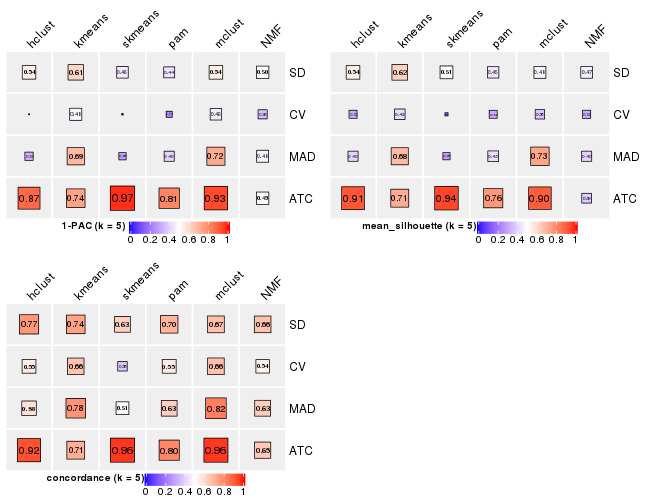 hclust kmeans skmeans pam mclust NMF
0.54 0.61 0.54 0.50 SD
CV
0.69 0.72 MAD
0.87 0.74 0.97 0.81 0.93 0.49 ATC
1-PAC (k = 5)
0 0.2 0.4 0.6 0.8 1
hclust kmeans skmeans pam mclust NMF
0.54 0.62 0.51 SD
CV
0.68 0.73 MAD
0.91 0.71 0.94 0.76 0.90 ATC
mean_silhouette (k = 5)
0 0.2 0.4 0.6 0.8 1
hclust kmeans skmeans pam mclust NMF
0.77 0.74 0.63 0.70 0.67 0.66 SD
0.55 0.66 0.55 0.66 0.54 CV
0.58 0.78 0.51 0.63 0.82 0.63 MAD
0.92 0.71 0.95 0.80 0.95 0.65 ATC
concordance (k = 5)
0 0.2 0.4 0.6 0.8 1